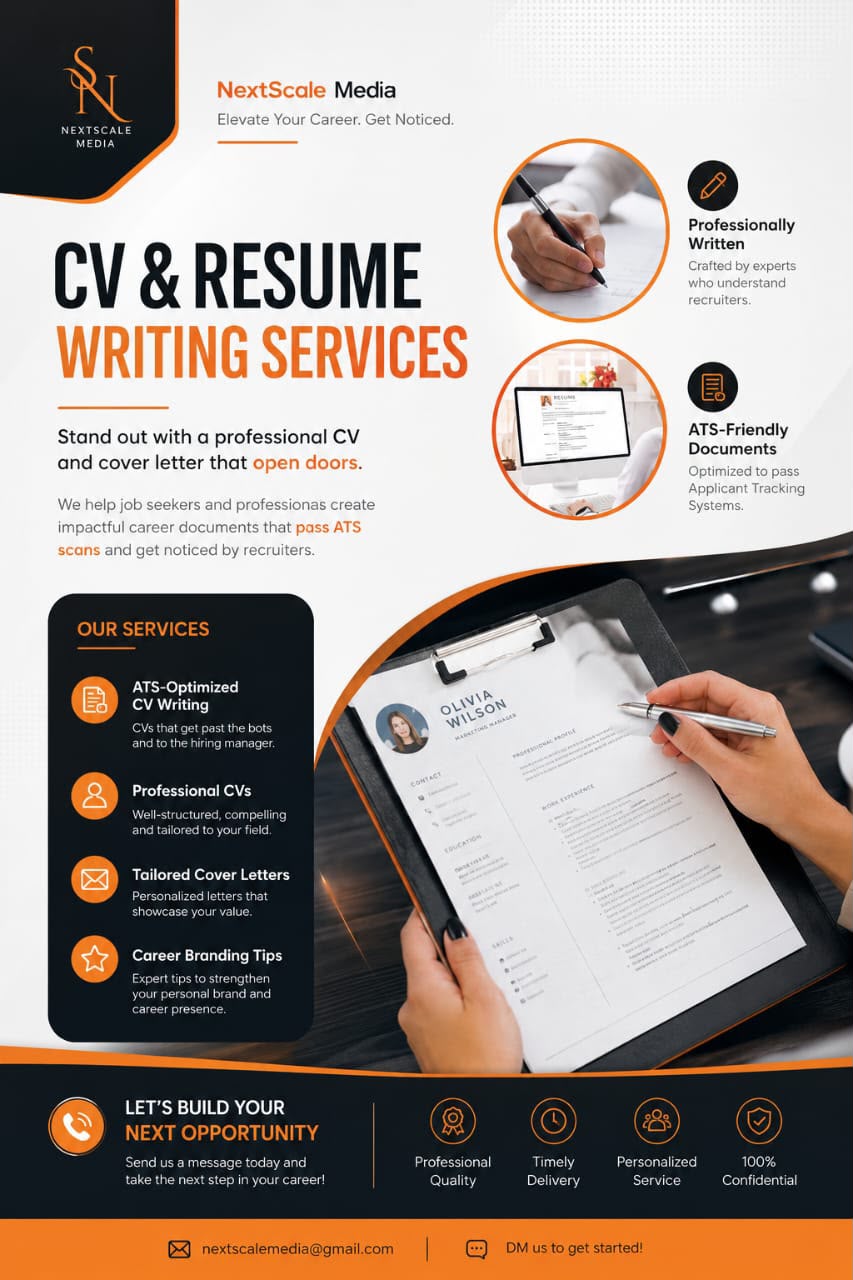 SN
NEXTSCALE
MEDIA
NextScale Media
Elevate Your Career. Get Noticed.
CV & RESUME
WRITING SERVICES
Stand out with a professional CV
and cover letter that open doors.
We help job seekers and professionas create
impactful career documents that pass ATS
scans and get noticed by recruiters.
Professionally
Written
Crafted by experts
who understand
recruiters.
RESUME
ATS-Friendly
Documents
Optimized to pass
Applicant Tracking
Systems.
OUR SERVICES
ATS-Optimized
CV Writing
CVs that get past the bots
and to the hiring manager.
Professional CVs
Well-structured, compelling
and tailored to your field.
Tailored Cover Letters
Personalized letters that
showcase your value.
Career Branding Tips
Expert tips to strengthen
your personal brand and
career presence.
OLIVIA
WILSON
MARKETING MANAGER
PROFESSIONAL PROFILE
CONTACT
WORK EXPERIENCE
EDUCATION
SKILLS
LET'S BUILD YOUR
NEXT OPPORTUNITY
Send us a message today and
take the next step in your career!
Professional
Quality
Timely
Delivery
Personalized
Service
100%
Confidential
nextscalemedia@gmail.com
DM us to get started!